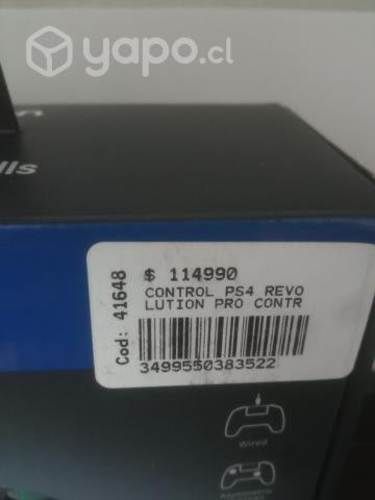 yapo.cl
lls
$ 114990
CONTROL PS4 REVO
LUTION PRO CONTR
Cod: 41648
3499550383522
Wired